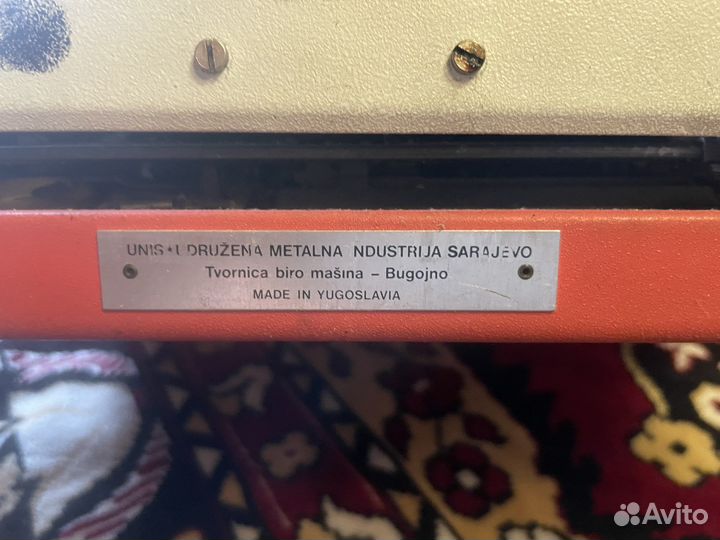 UNIS • UDRUŽENA METALNA NDUSTRIJA SARAJEVO
Tvornica biro mašina – Bugojno
MADE IN YUGOSLAVIA
Avito